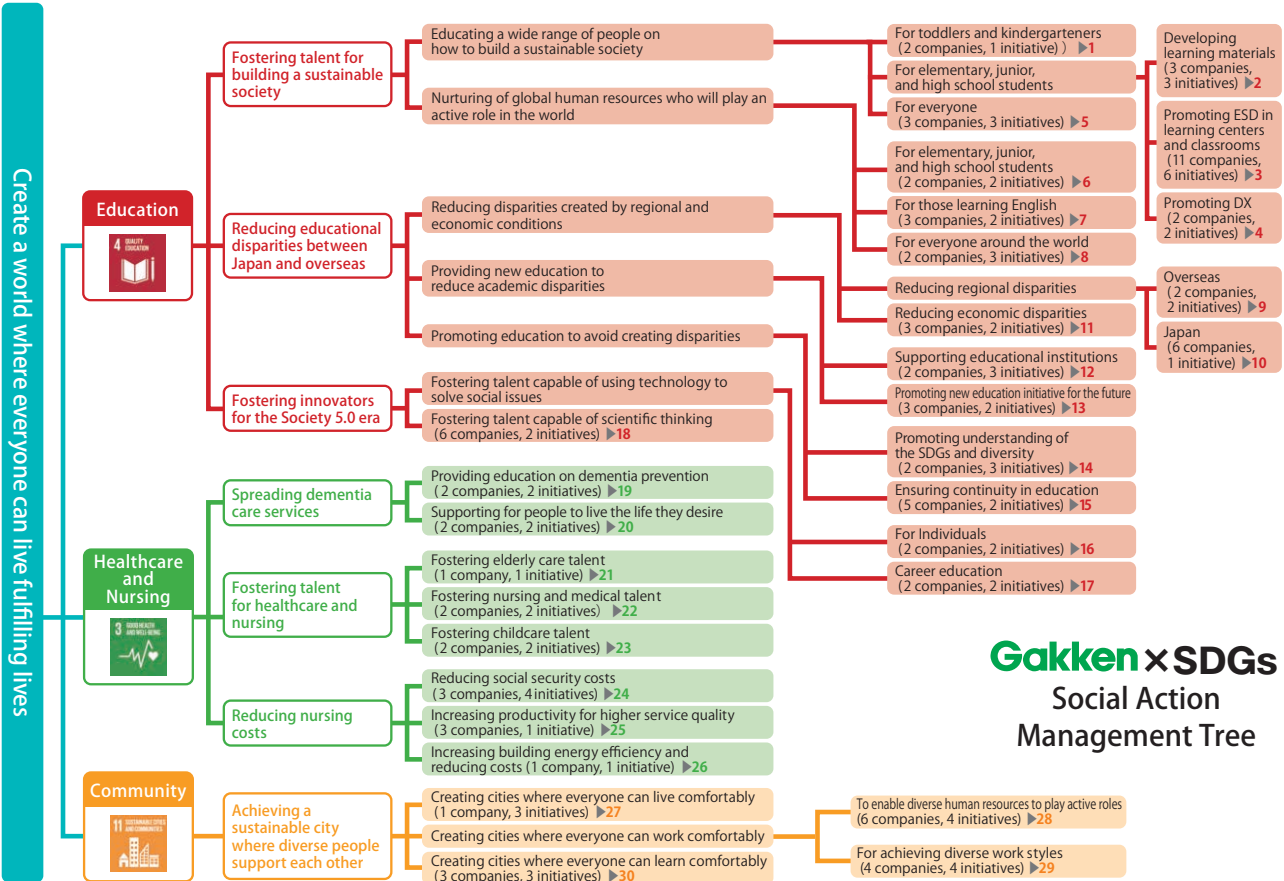 Create a world where everyone can live fulfilling lives
Education
4 QUALITY
EDUCATION
Fostering talent for
building a sustainable
society
Educating a wide range of people on
how to build a sustainable society
For toddlers and kindergarteners
(2 companies, 1 initiative) ) ▶1
For elementary, junior,
and high school students
Developing
learning materials
(3 companies,
3 initiatives) ▶2
Promoting ESD in
learning centers
and classrooms
(11 companies,
6 initiatives) ▶3
Promoting DX
(2 companies,
2 initiatives) ▶4
For everyone
(3 companies, 3 initiatives) ▶5
Nurturing of global human resources who will play an
active role in the world
For elementary, junior,
and high school students
(2 companies, 2 initiatives) ▶6
For those learning English
(3 companies, 2 initiatives) ▶7
For everyone around the world
(2 companies, 3 initiatives) ▶8
Reducing educational
disparities between
Japan and overseas
Reducing disparities created by regional and
economic conditions
Reducing regional disparities
Overseas
(2 companies,
2 initiatives) ▶9
Japan
(6 companies,
1 initiative) ▶10
Reducing economic disparities
(3 companies, 2 initiatives) ▶11
Providing new education to
reduce academic disparities
Supporting educational institutions
(2 companies, 3 initiatives) ▶12
Promoting new education initiative for the future
(3 companies, 2 initiatives) ▶13
Promoting education to avoid creating disparities
Promoting understanding of
the SDGs and diversity
(2 companies, 3 initiatives) ▶14
Ensuring continuity in education
(5 companies, 2 initiatives) ▶15
Fostering innovators
for the Society 5.0 era
Fostering talent capable of using technology to
solve social issues
For Individuals
(2 companies, 2 initiatives) ▶16
Career education
(2 companies, 2 initiatives) ▶17
Fostering talent capable of scientific thinking
(6 companies, 2 initiatives) ▶18
Healthcare
and
Nursing
3 GOOD HEALTH
AND WELL-BEING
Spreading dementia
care services
Providing education on dementia prevention
(2 companies, 2 initiatives) ▶19
Supporting for people to live the life they desire
(2 companies, 2 initiatives) ▶20
Fostering talent
for healthcare and
nursing
Fostering elderly care talent
(1 company, 1 initiative) ▶21
Fostering nursing and medical talent
(2 companies, 2 initiatives) ▶22
Fostering childcare talent
(2 companies, 2 initiatives) ▶23
Reducing nursing
costs
Reducing social security costs
(3 companies, 4 initiatives) ▶24
Increasing productivity for higher service quality
(3 companies, 1 initiative) ▶25
Increasing building energy efficiency and
reducing costs (1 company, 1 initiative) ▶26
Community
11 SUSTAINABLE CITIES
AND COMMUNITIES
Achieving a
sustainable city
where diverse people
support each other
Creating cities where everyone can live comfortably
(1 company, 3 initiatives) ▶27
Creating cities where everyone can work comfortably
To enable diverse human resources to play active roles
(6 companies, 4 initiatives) ▶28
For achieving diverse work styles
(4 companies, 4 initiatives) ▶29
Creating cities where everyone can learn comfortably
(3 companies, 3 initiatives) ▶30
Gakken×SDGs
Social Action
Management Tree